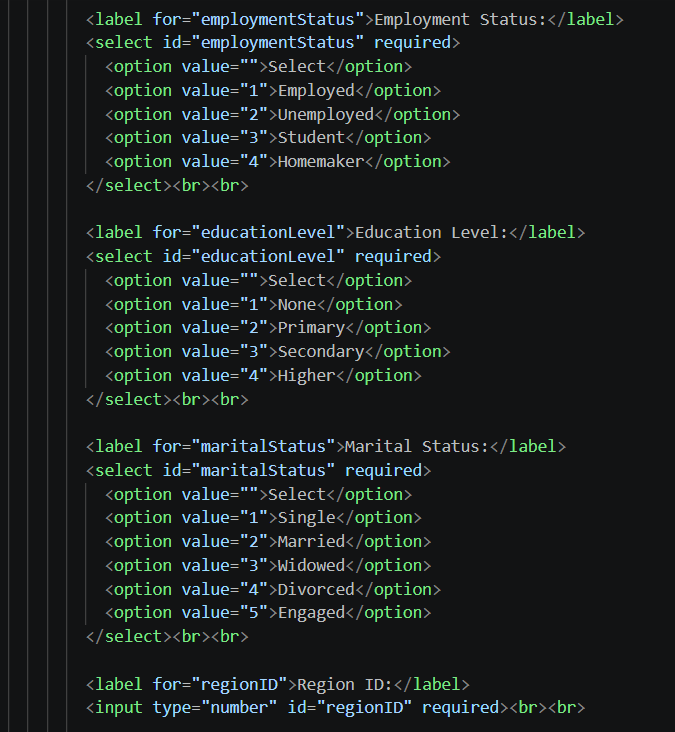 <label for="employmentStatus">Employment Status:</label>
<select id="employmentStatus" required>
<option value="">Select</option>
<option value="1">Employed</option>
<option value="2">Unemployed</option>
<option value="3">Student</option>
<option value="4">Homemaker</option>
</select><br><br>
<label for="educationLevel">Education Level:</label>
<select id="educationLevel" required>
<option value="">Select</option>
<option value="1">None</option>
<option value="2">Primary</option>
<option value="3">Secondary</option>
<option value="4">Higher</option>
</select><br><br>
<label for="maritalStatus">Marital Status:</label>
<select id="maritalStatus" required>
<option value="">Select</option>
<option value="1">Single</option>
<option value="2">Married</option>
<option value="3">Widowed</option>
<option value="4">Divorced</option>
<option value="5">Engaged</option>
</select><br><br>
<label for="regionID">Region ID:</label>
<input type="number" id="regionID" required><br><br>